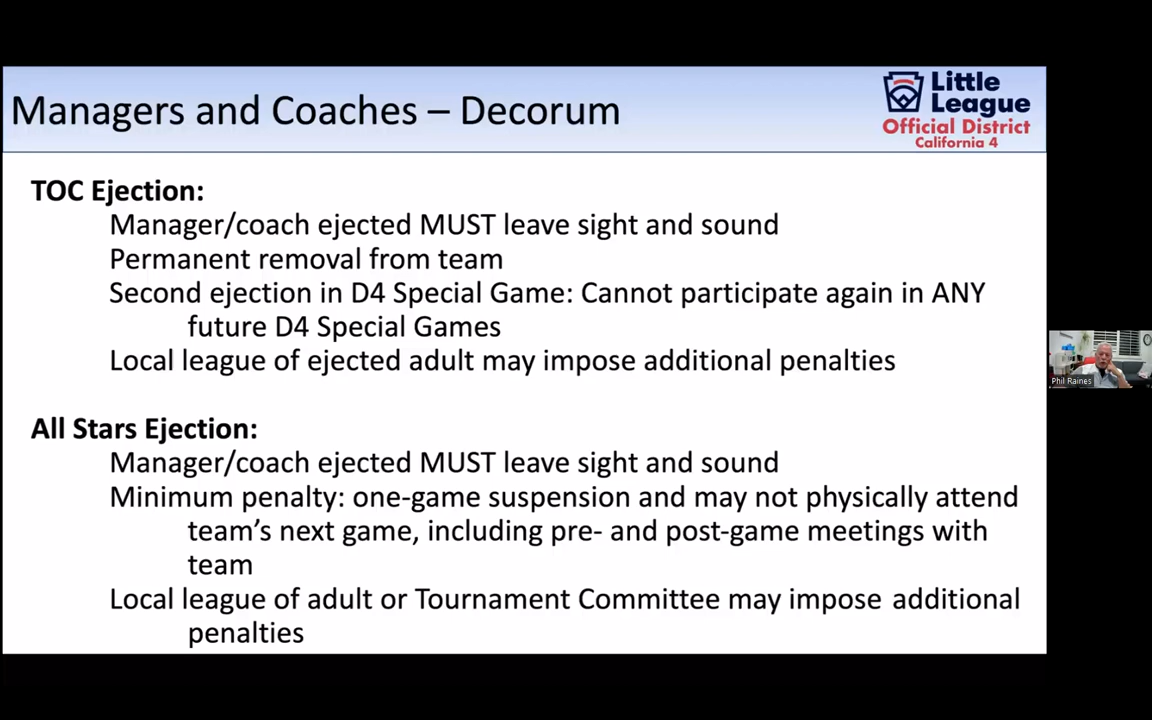 Managers and Coaches – Decorum
Little
League
Official District
California 4
TOC Ejection:
Manager/coach ejected MUST leave sight and sound
Permanent removal from team
Second ejection in D4 Special Game: Cannot participate again in ANY
future D4 Special Games
Local league of ejected adult may impose additional penalties
All Stars Ejection:
Manager/coach ejected MUST leave sight and sound
Minimum penalty: one-game suspension and may not physically attend
team’s next game, including pre- and post-game meetings with
team
Local league of adult or Tournament Committee may impose additional
penalties
Phil Raines